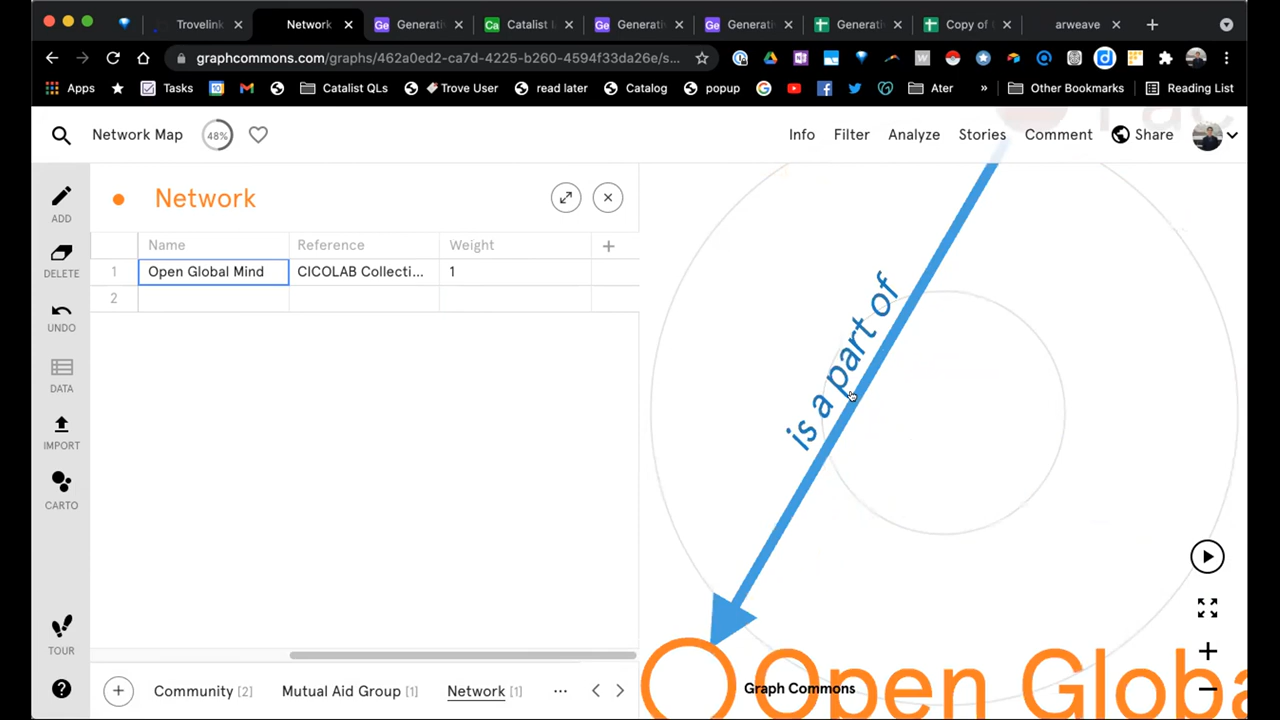 Trovelink
Network
Generati
Catalist L
Generati
Generati
Generati
Copy of
arweave
graphcommons.com/graphs/462a0ed2-ca7d-4225-b260-4594f33da26e/s...
Apps
Tasks
Catalist QLs
Trove User
read later
Catalog
popup
Ater
»
Other Bookmarks
Reading List
Network Map
48%
Info
Filter
Analyze
Stories
Comment
Share
ADD
DELETE
UNDO
DATA
IMPORT
CARTO
TOUR
Network
Name
Reference
Weight
1
Open Global Mind
CICOLAB Collecti...
1
2
is a part of
Open Globa
Graph Commons
Community [2]
Mutual Aid Group [1]
Network [1]
...